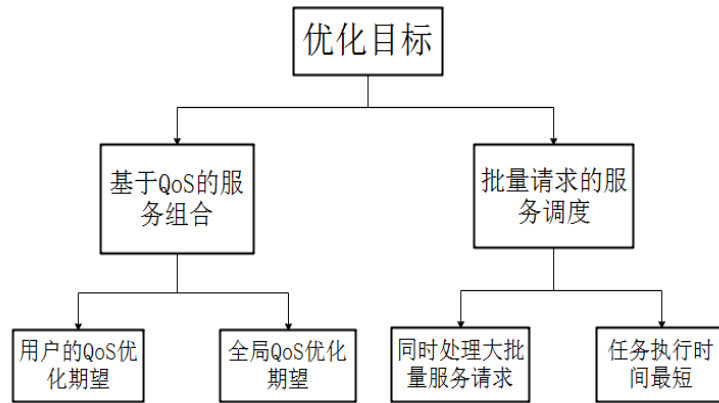 优化目标
基于QoS的服
务组合
批量请求的服
务调度
用户的QoS优
化期望
全局QoS优化
期望
同时处理大批
量服务请求
任务执行时
间最短